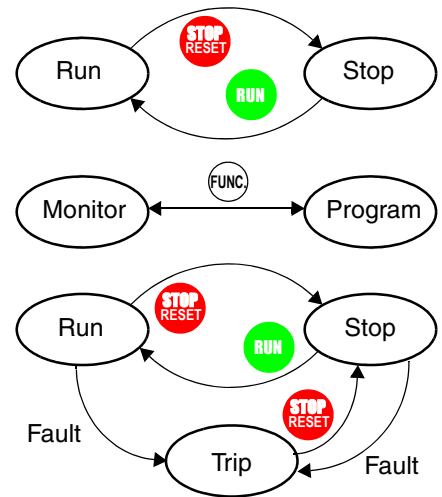 STOP
RESET
Run
Stop
RUN
FUNC.
Monitor
Program
STOP
RESET
Run
Stop
RUN
STOP
RESET
Fault
Trip
Fault